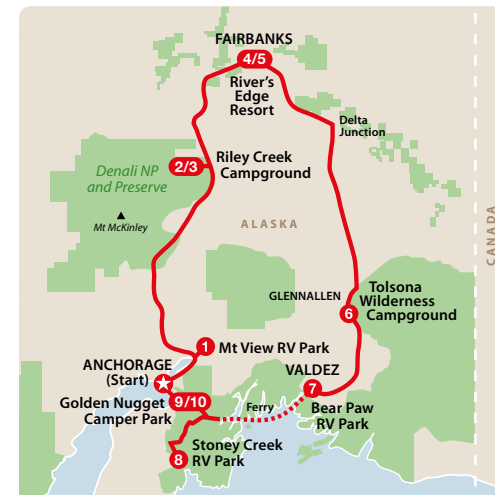 FAIRBANKS
4/5
River's
Edge
Resort
Delta
Junction
2/3
Riley Creek
Campground
Denali NP
and Preserve
Mt McKinley
ALASKA
CANADA
GLENNALLEN
Tolsona
Wilderness
Campground
6
1
Mt View RV Park
ANCHORAGE
(Start)
VALDEZ
7
9/10
Golden Nugget
Camper Park
Ferry
Bear Paw
RV Park
Stoney Creek
RV Park
8